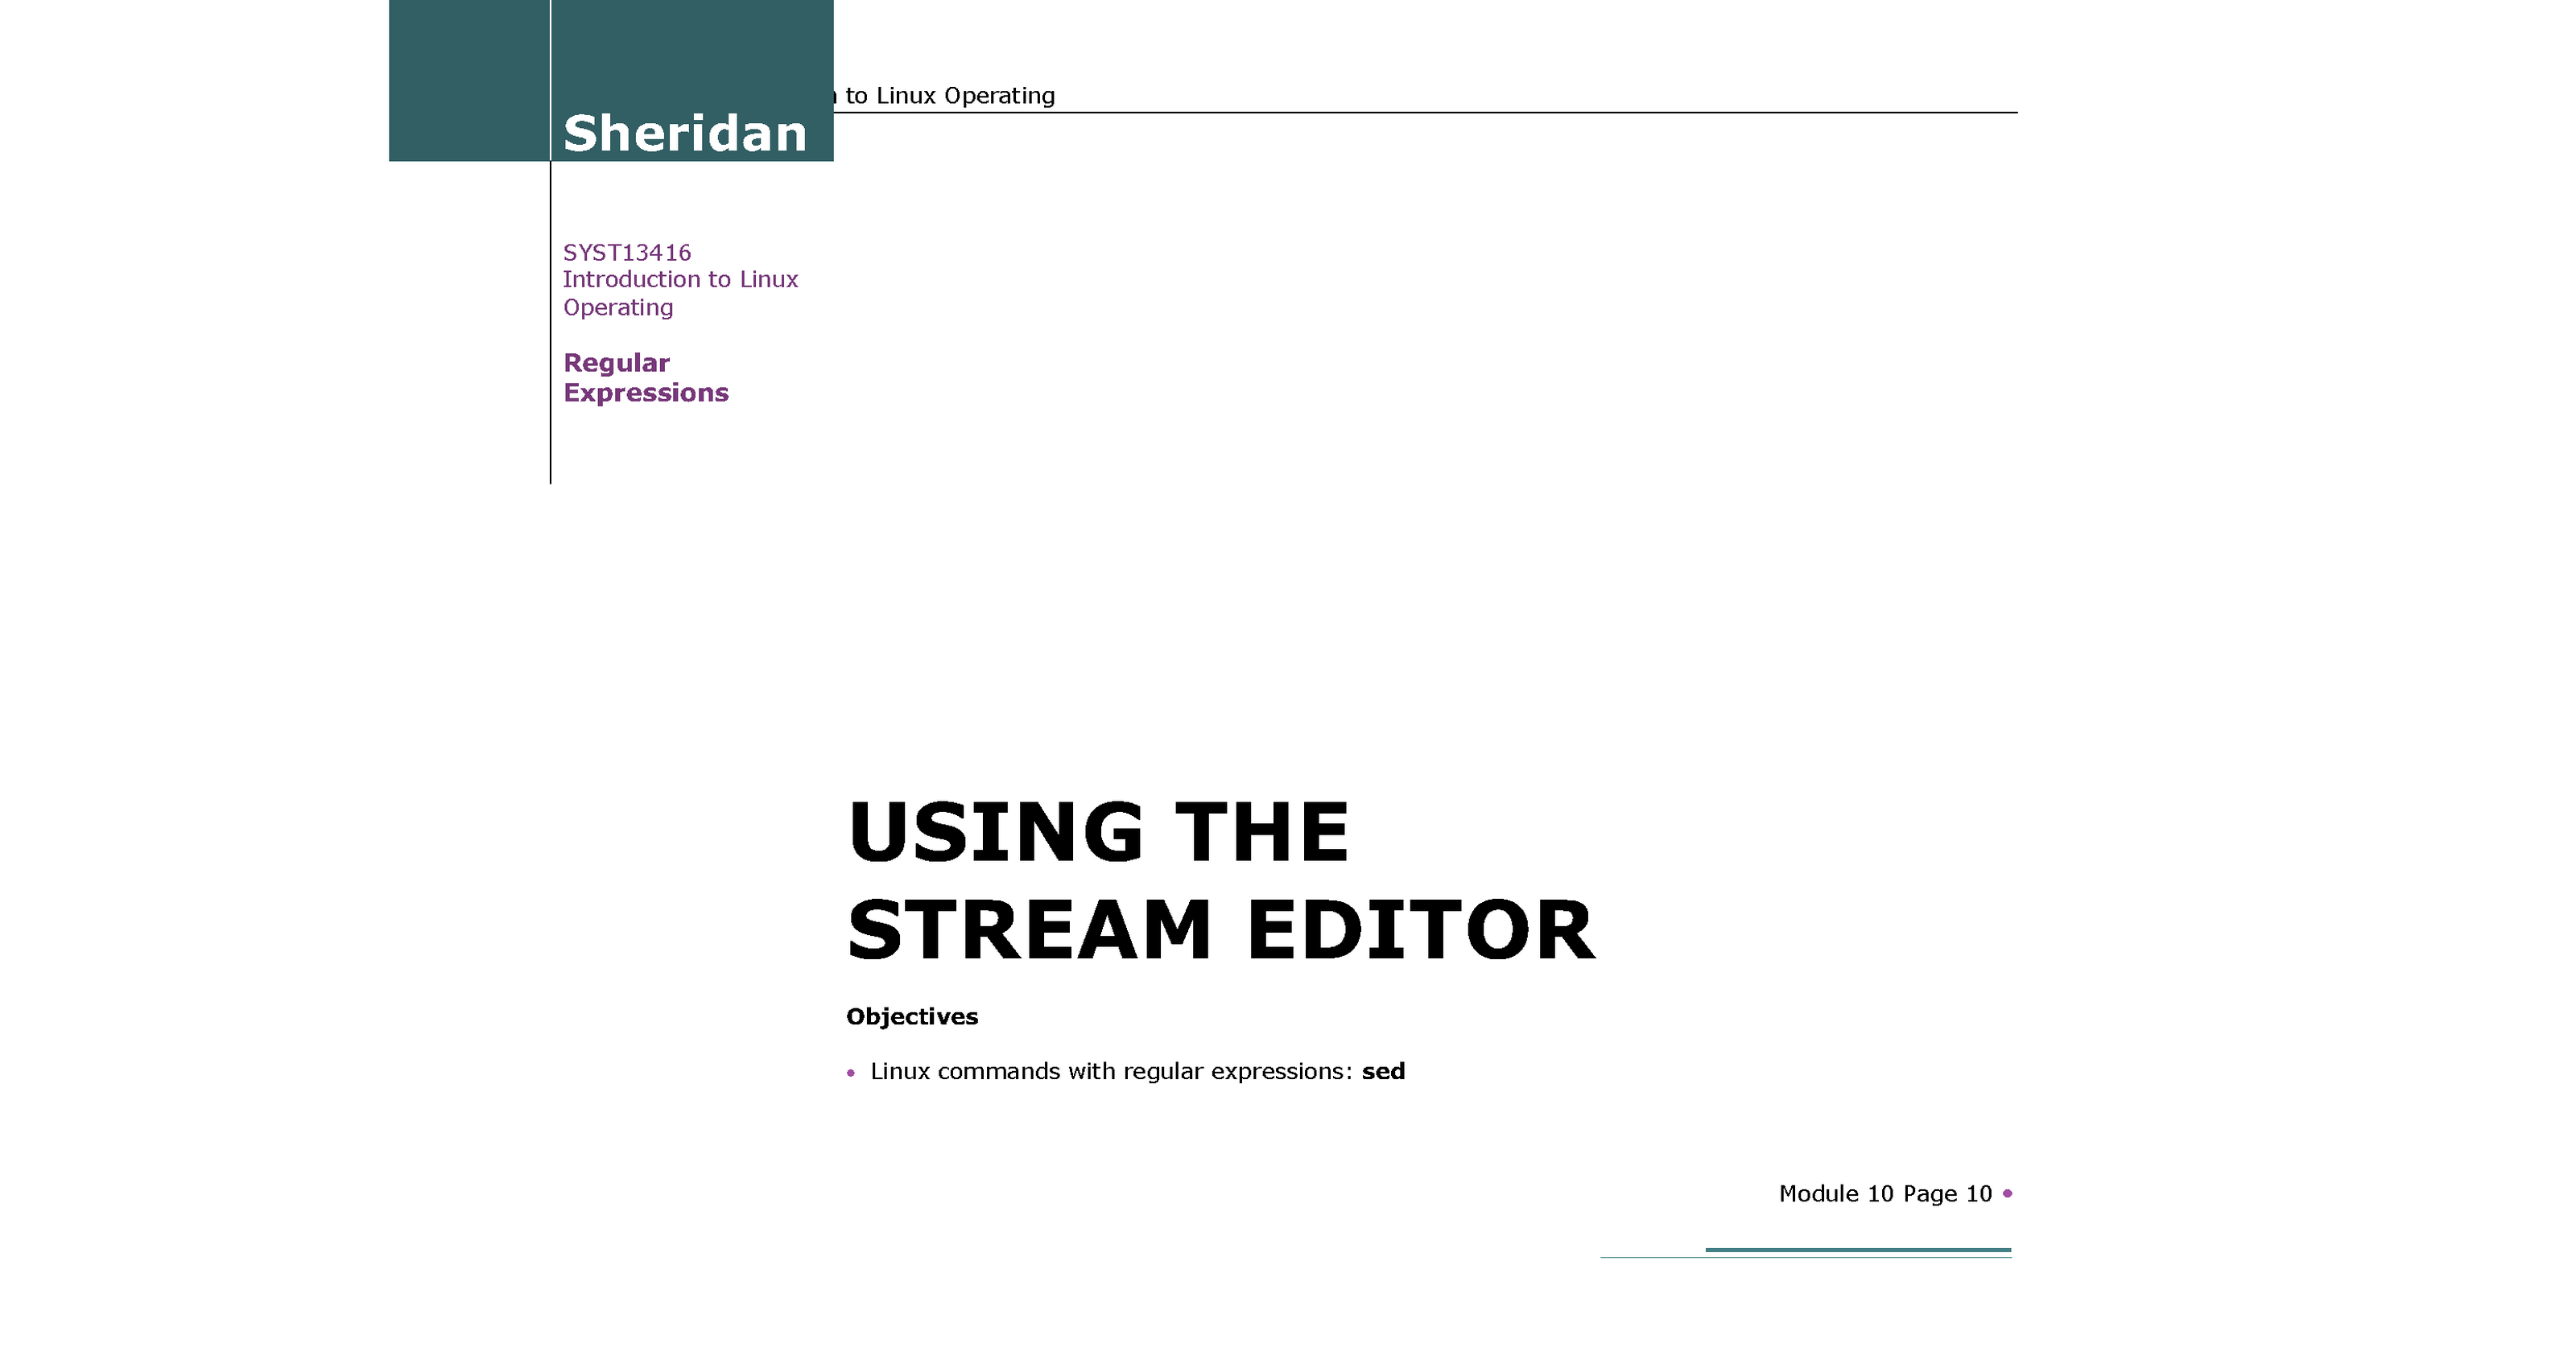 to Linux Operating
Sheridan
SYST13416
Introduction to Linux
Operating
Regular
Expressions
USING THE
STREAM EDITOR
Objectives
• Linux commands with regular expressions: sed
Module 10 Page 10 •